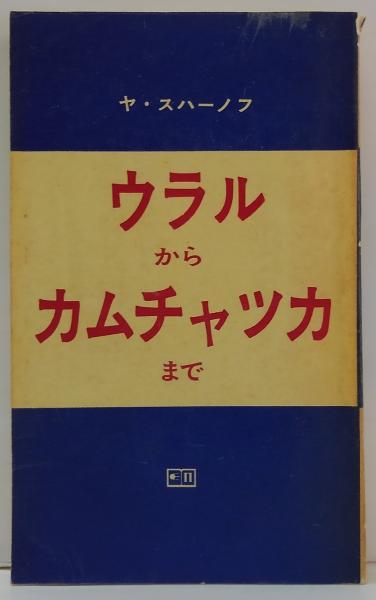 ヤ・スハーノフ
ウラル
から
カムチャツカ
まで